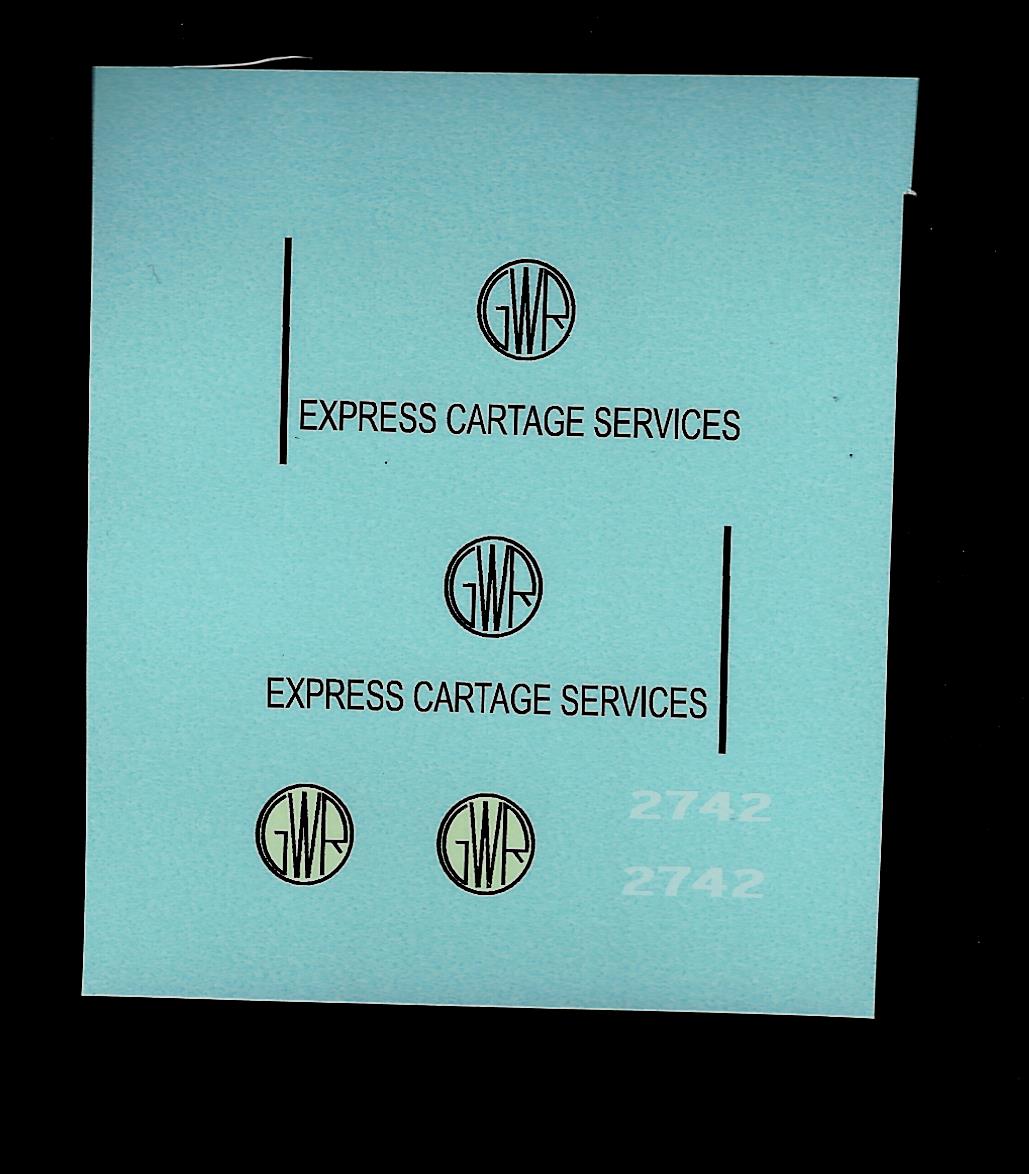 GWR
EXPRESS CARTAGE SERVICES
GWR
EXPRESS CARTAGE SERVICES
GWR GWR 2742
2742